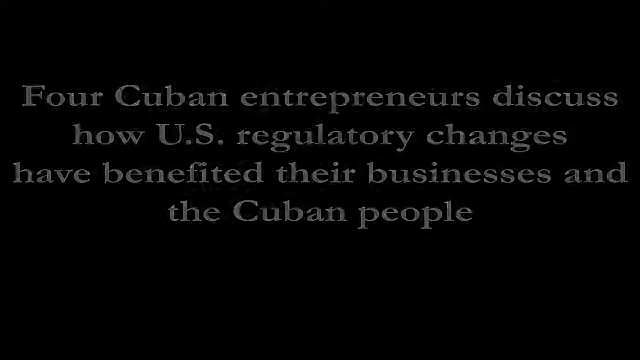 Four Cuban entrepreneurs discuss
how U.S. regulatory changes
have benefited their businesses and
the Cuban people